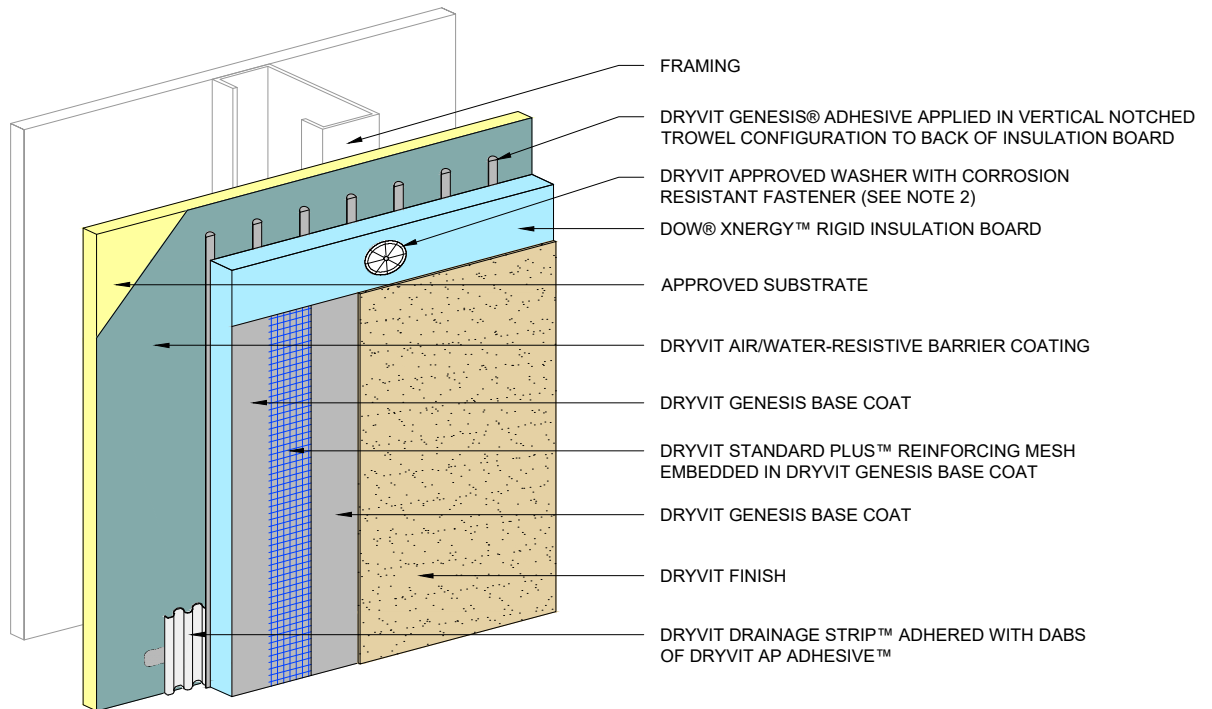 FRAMING
DRYVIT GENESIS® ADHESIVE APPLIED IN VERTICAL NOTCHED
TROWEL CONFIGURATION TO BACK OF INSULATION BOARD
DRYVIT APPROVED WASHER WITH CORROSION
RESISTANT FASTENER (SEE NOTE 2)
DOW® XNERGY™ RIGID INSULATION BOARD
APPROVED SUBSTRATE
DRYVIT AIR/WATER-RESISTIVE BARRIER COATING
DRYVIT GENESIS BASE COAT
DRYVIT STANDARD PLUS™ REINFORCING MESH
EMBEDDED IN DRYVIT GENESIS BASE COAT
DRYVIT GENESIS BASE COAT
DRYVIT FINISH
DRYVIT DRAINAGE STRIP™ ADHERED WITH DABS
OF DRYVIT AP ADHESIVE™